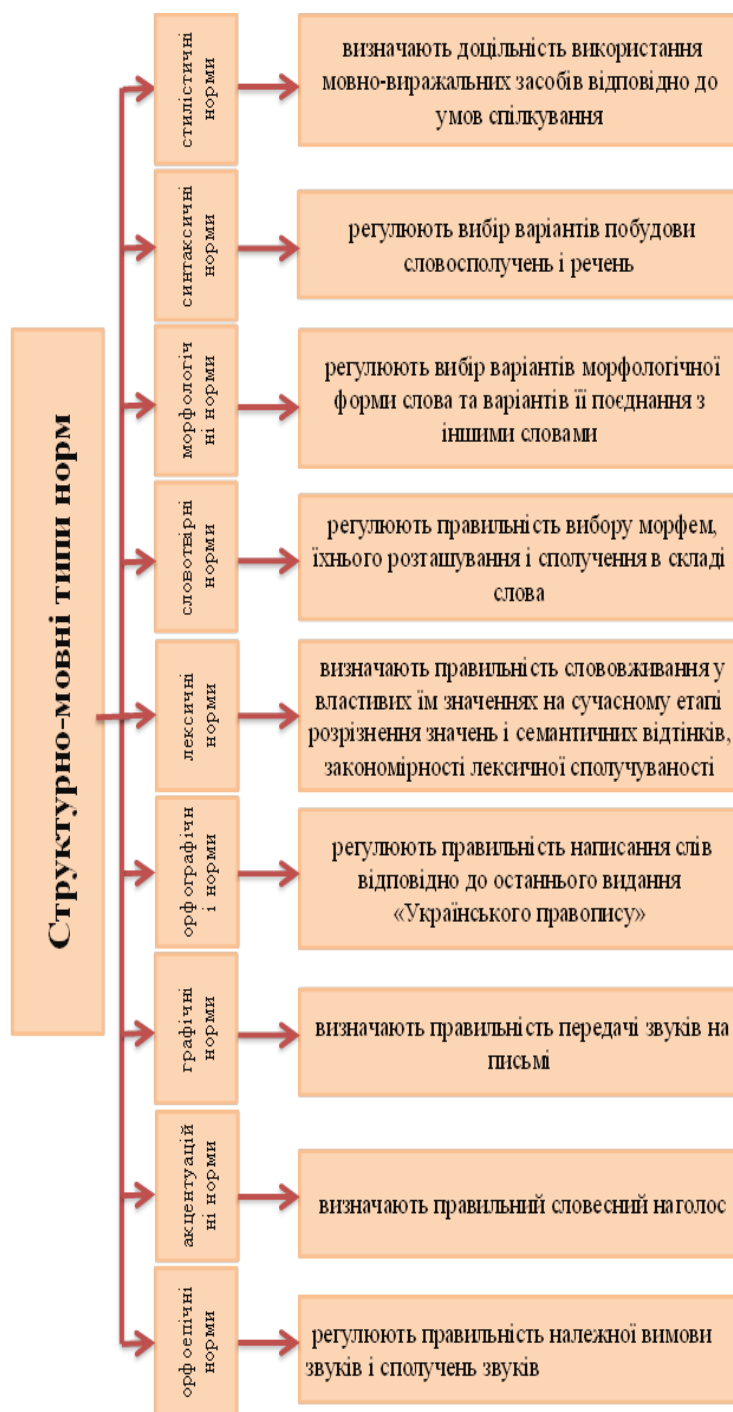 Структурно-мовні типи норм
стилістичні
норми
визначають доцільність використання
мовно-виражальних засобів відповідно до
умов спілкування
синтаксичні
норми
регулюють вибір варіантів побудови
словосполучень і речень
морфологіч
ні норми
регулюють вибір варіантів морфологічної
форми слова та варіантів її поєднання з
іншими словами
словотвірні
норми
регулюють правильність вибору морфем,
їхнього розташування і сполучення в складі
слова
лексичні
норми
визначають правильність слововживання у
властивих їм значеннях на сучасному етапі
розрізнення значень і семантичних відтінків,
закономірності лексичної сполучуваності
орфографічн
і норми
регулюють правильність написання слів
відповідно до останнього видання
«Українського правопису»
графічні
норми
визначають правильність передачі звуків на
письмі
акцентуацій
ні норми
визначають правильний словесний наголос
орфоепічні
норми
регулюють правильність належної вимови
звуків і сполучень звуків